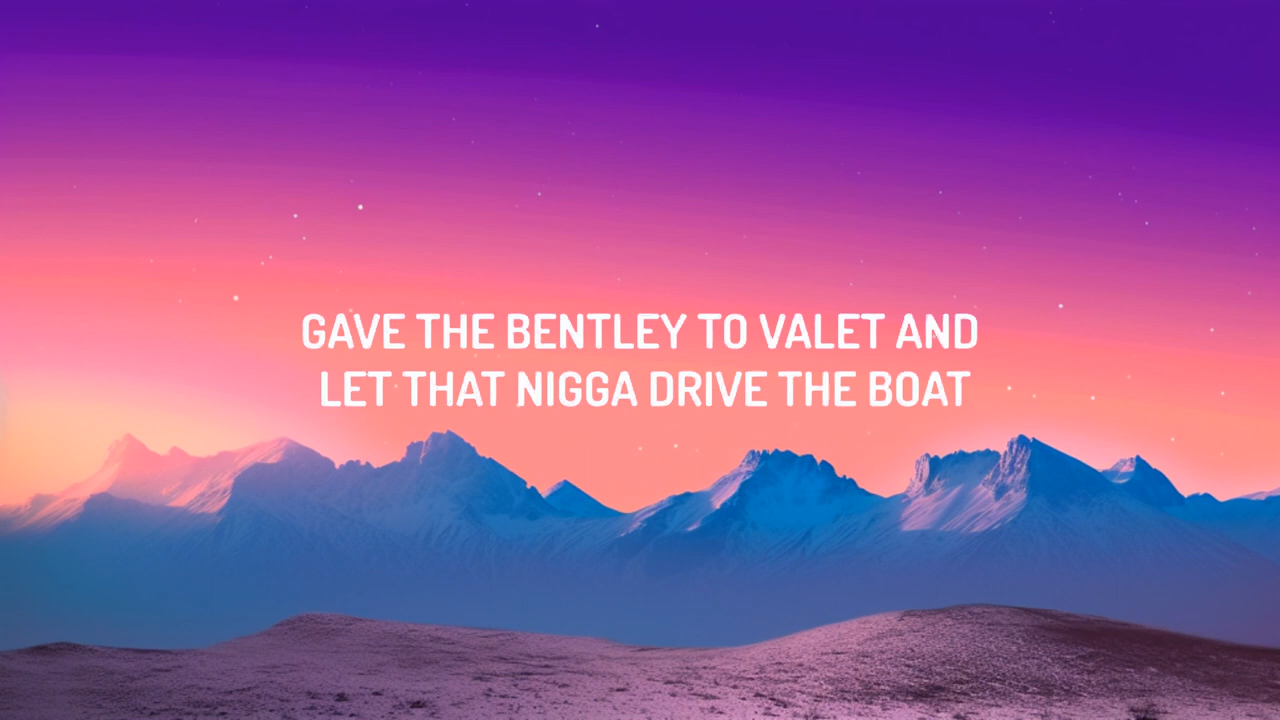 GAVE THE BENTLEY TO VALET AND
LET THAT NIGGA DRIVE THE BOAT